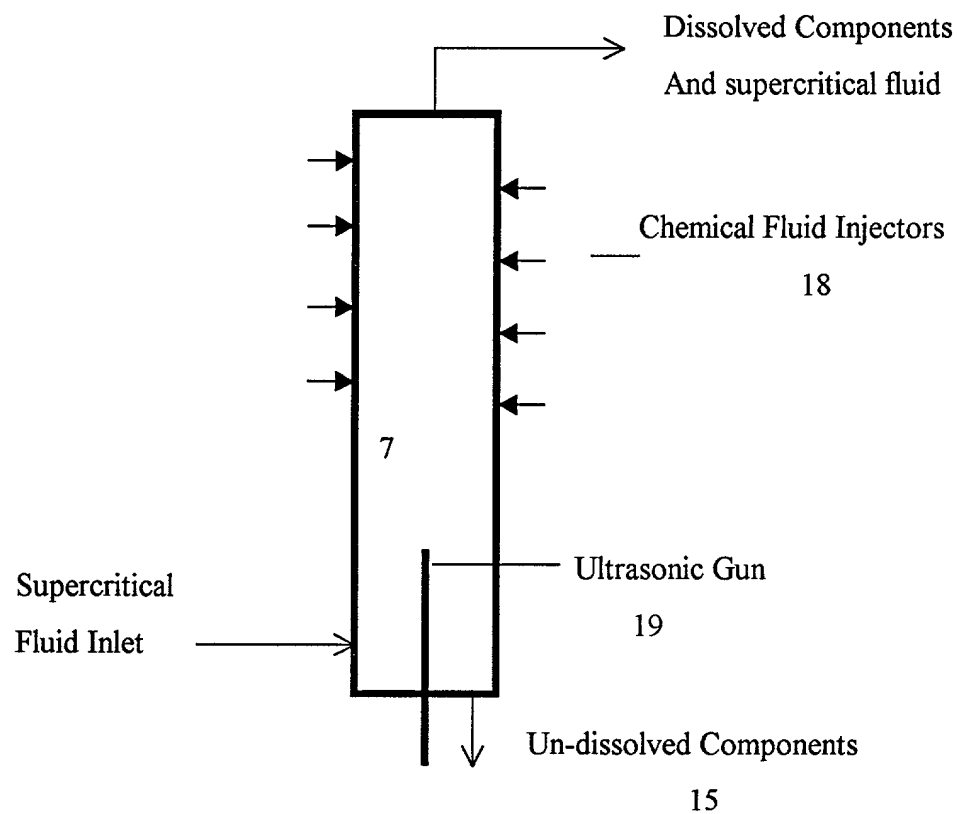 Dissolved Components
And supercritical fluid
Chemical Fluid Injectors
18
7
Ultrasonic Gun
19
Supercritical
Fluid Inlet
Un-dissolved Components
15